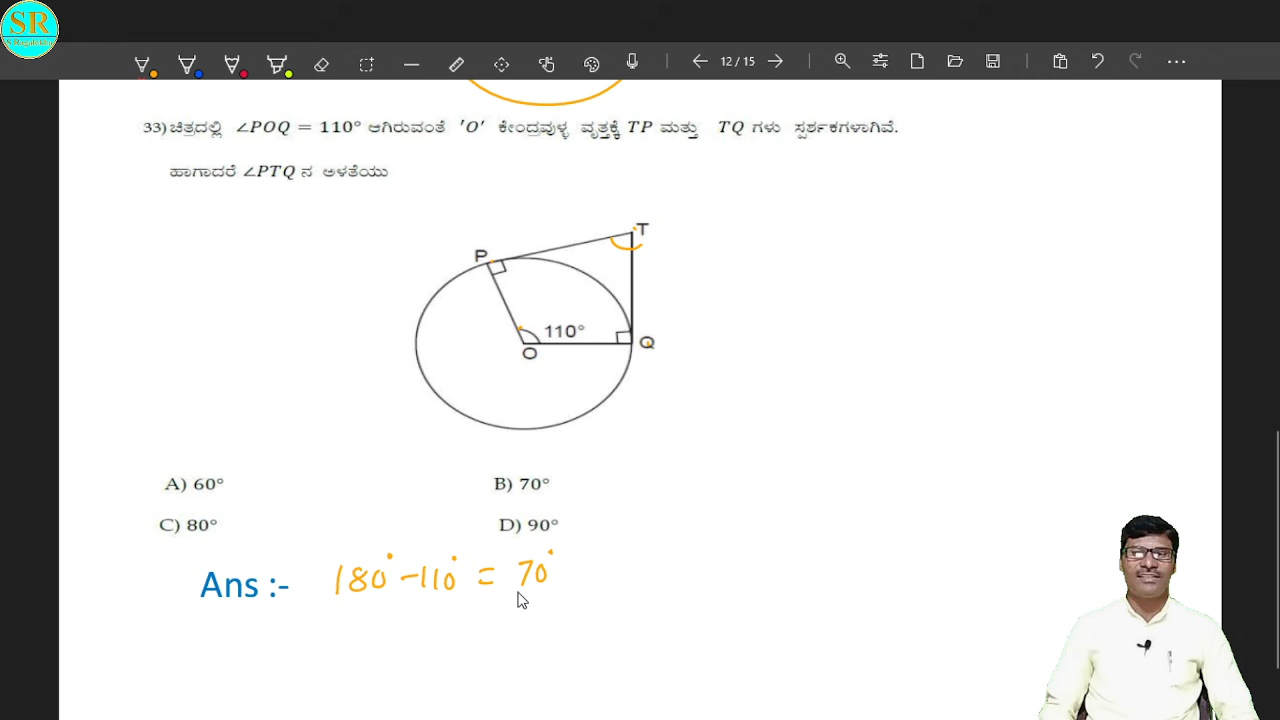 SR
12 / 15
33) ಚಿತ್ರದಲ್ಲಿ ∠POQ = 110° ಆಗಿರುವಂತೆ 'O' ಕೇಂದ್ರವುಳ್ಳ ವೃತ್ತಕ್ಕೆ TP ಮತ್ತು TQ ಗಳು ಸ್ಪರ್ಶಕಗಳಾಗಿವೆ.
ಹಾಗಾದರೆ ∠PTQ ನ ಅಳತೆಯು
T
P
110°
O
Q
A) 60° B) 70°
C) 80° D) 90°
Ans :- 180° - 110° = 70°